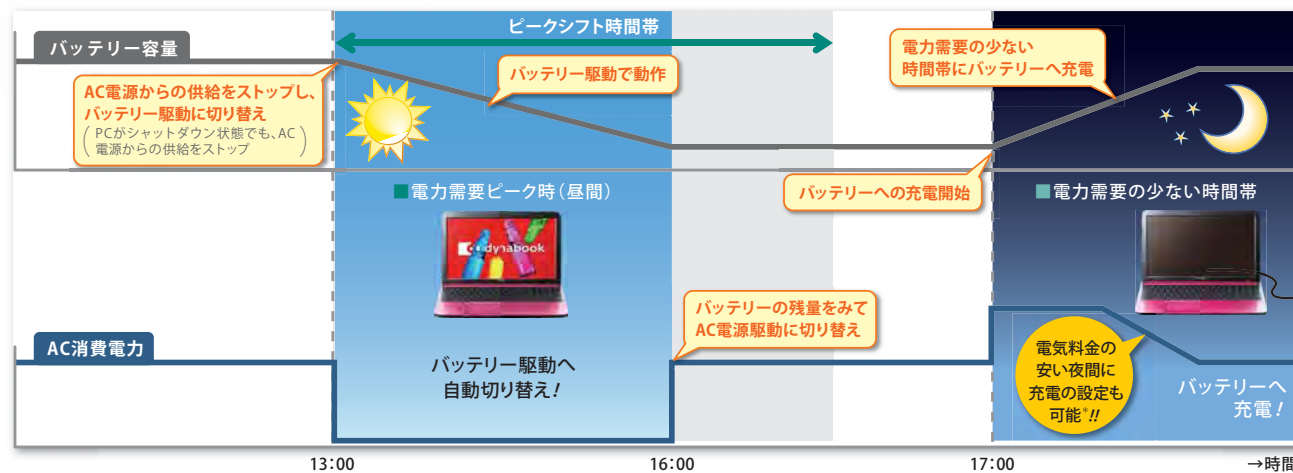 ピークシフト時間帯
バッテリー容量
AC電源からの供給をストップし、
バッテリー駆動に切り替え
(PCがシャットダウン状態でも、AC
電源からの供給をストップ)
バッテリー駆動で動作
電力需要の少ない
時間帯にバッテリーへ充電
バッテリーへの充電開始
■電力需要ピーク時(昼間)
■電力需要の少ない時間帯
dynabook
バッテリーの残量をみて
AC電源駆動に切り替え
AC消費電力
バッテリー駆動へ
自動切り替え!
電気料金の
安い夜間に
充電の設定も
可能*!!
バッテリーへ
充電!
13:00
16:00
17:00
→時間